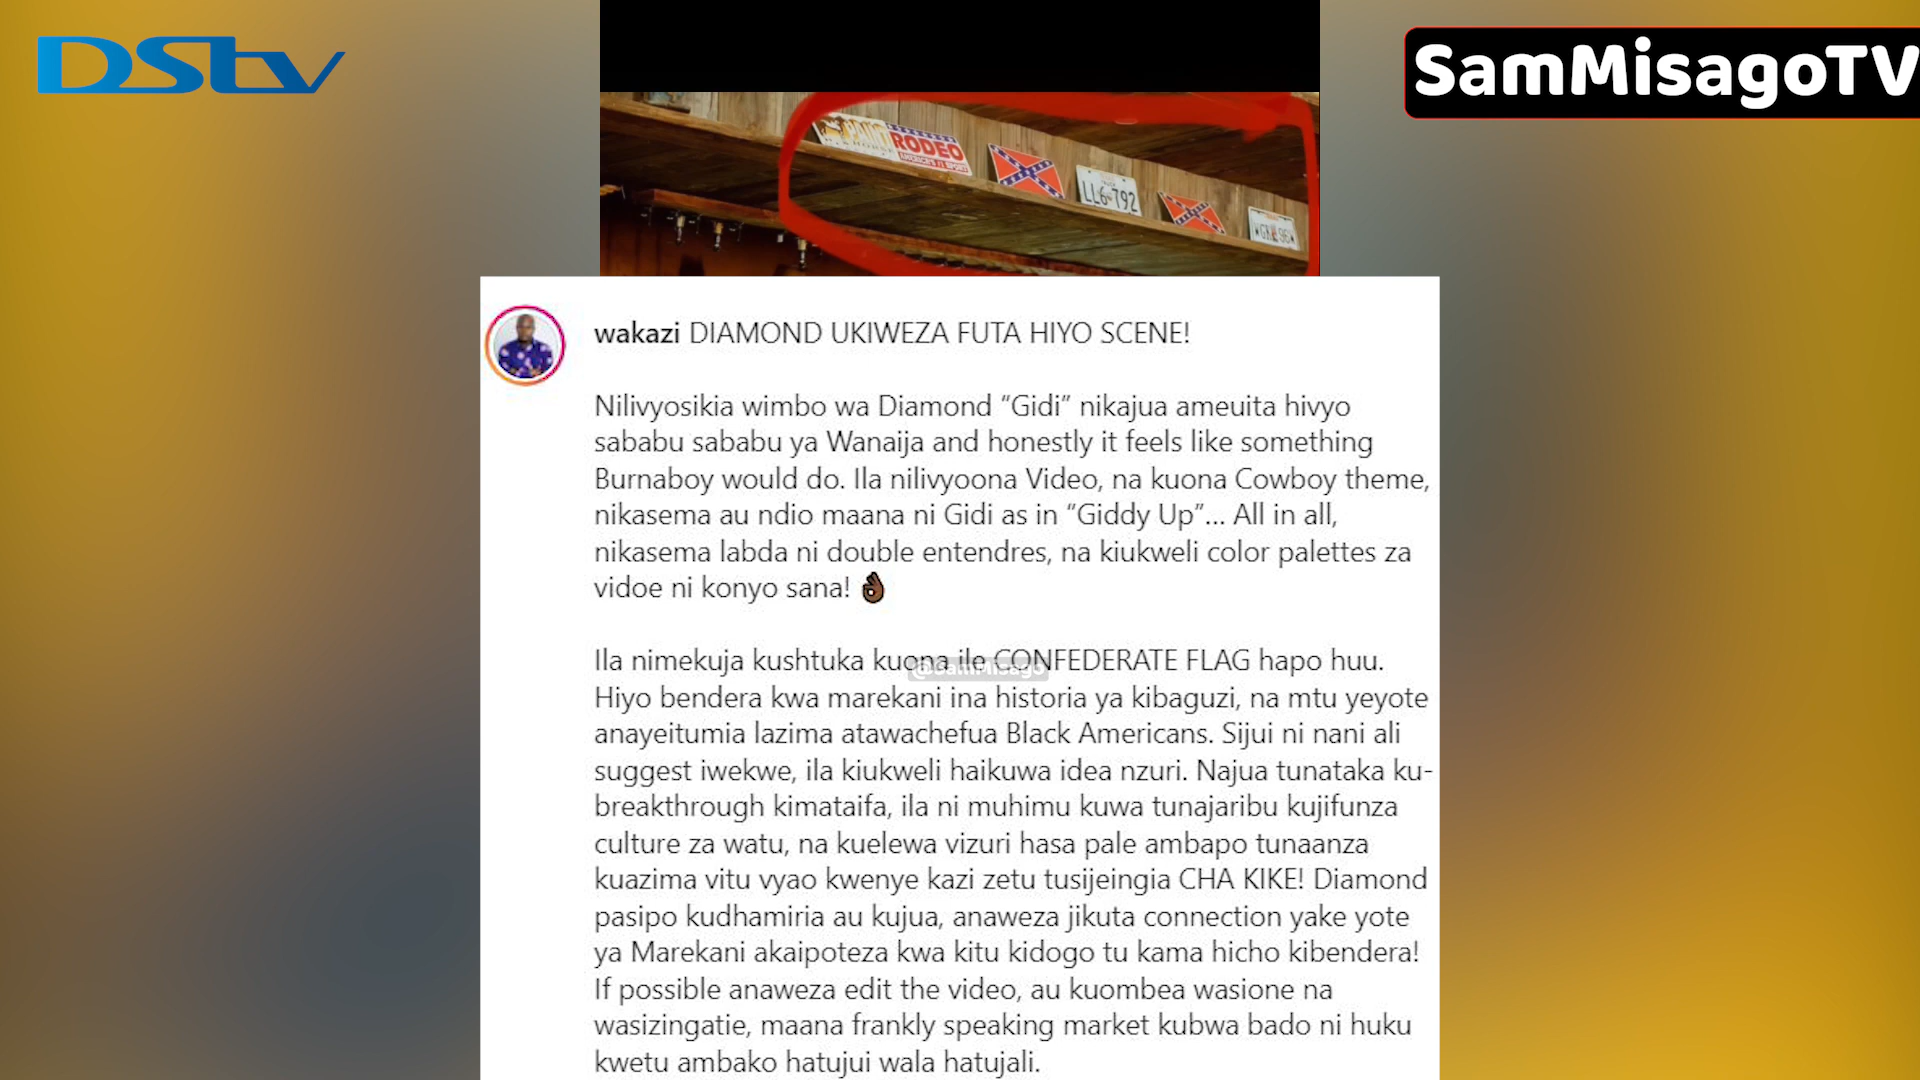 DStv
SamMisagoTV
RODEO
AMERICA'S #1 SPORT
LL6-792
wakazi DIAMOND UKIWEZA FUTA HIYO SCENE!
Nilivyosikia wimbo wa Diamond “Gidi” nikajua ameuita hivyo
sababu sababu ya Wanaija and honestly it feels like something
Burnaboy would do. Ila nilivyoona Video, na kuona Cowboy theme,
nikasema au ndio maana ni Gidi as in “Giddy Up”... All in all,
nikasema labda ni double entendres, na kiukweli color palettes za
vidoe ni konyo sana! 👌🏿
Ila nimekuja kushtuka kuona ile CONFEDERATE FLAG hapo huu.
@SamMisago
Hiyo bendera kwa marekani ina historia ya kibaguzi, na mtu yeyote
anayeitumia lazima atawachefua Black Americans. Sijui ni nani ali
suggest iwekwe, ila kiukweli haikuwa idea nzuri. Najua tunataka ku-
breakthrough kimataifa, ila ni muhimu kuwa tunajaribu kujifunza
culture za watu, na kuelewa vizuri hasa pale ambapo tunaanza
kuazima vitu vyao kwenye kazi zetu tusijeingia CHA KIKE! Diamond
pasipo kudhamiria au kujua, anaweza jikuta connection yake yote
ya Marekani akaipoteza kwa kitu kidogo tu kama hicho kibendera!
If possible anaweza edit the video, au kuombea wasione na
wasizingatie, maana frankly speaking market kubwa bado ni huku
kwetu ambako hatujui wala hatujali.